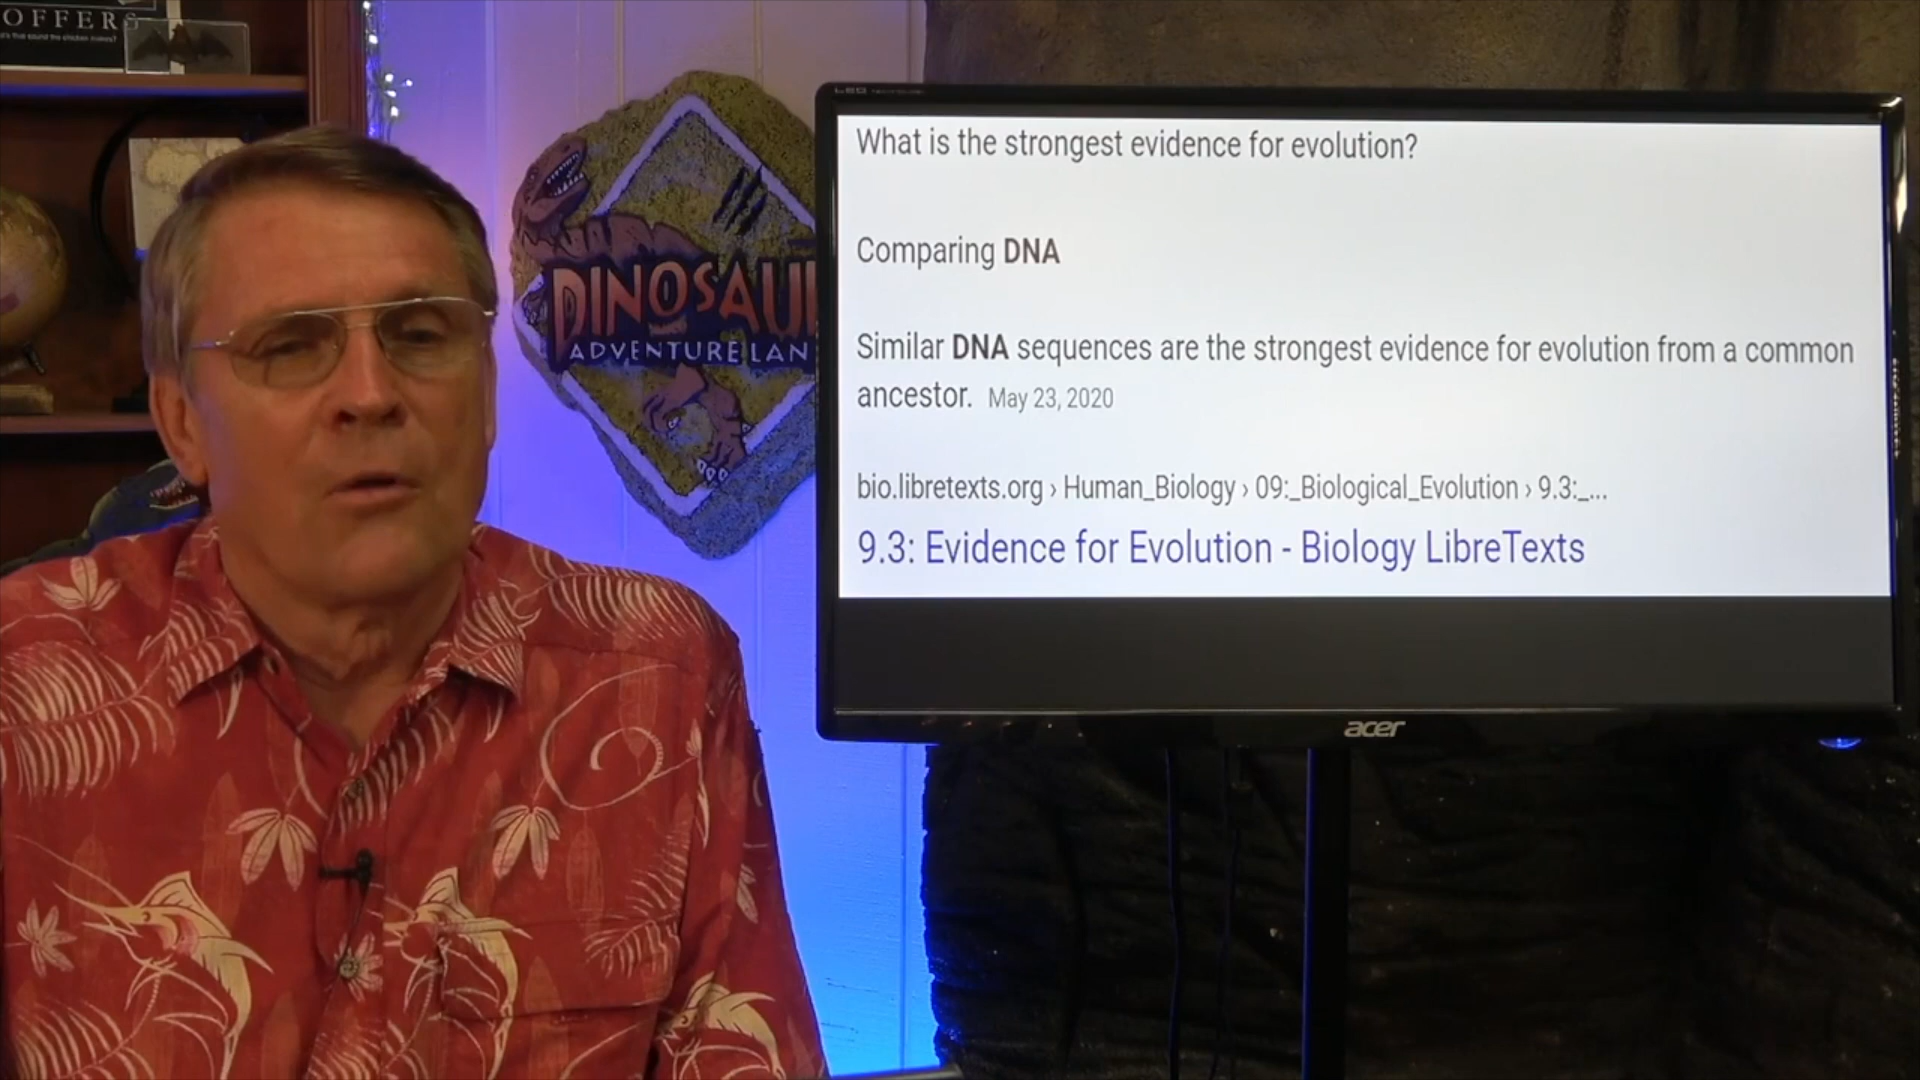 OFFERS
What is the strongest evidence for evolution?
Comparing DNA
DINOSAU
ADVENTURE LAN
Similar DNA sequences are the strongest evidence for evolution from a common
ancestor. May 23, 2020
bio.libretexts.org › Human_Biology › 09:_Biological_Evolution › 9.3:_...
9.3: Evidence for Evolution - Biology LibreTexts
acer